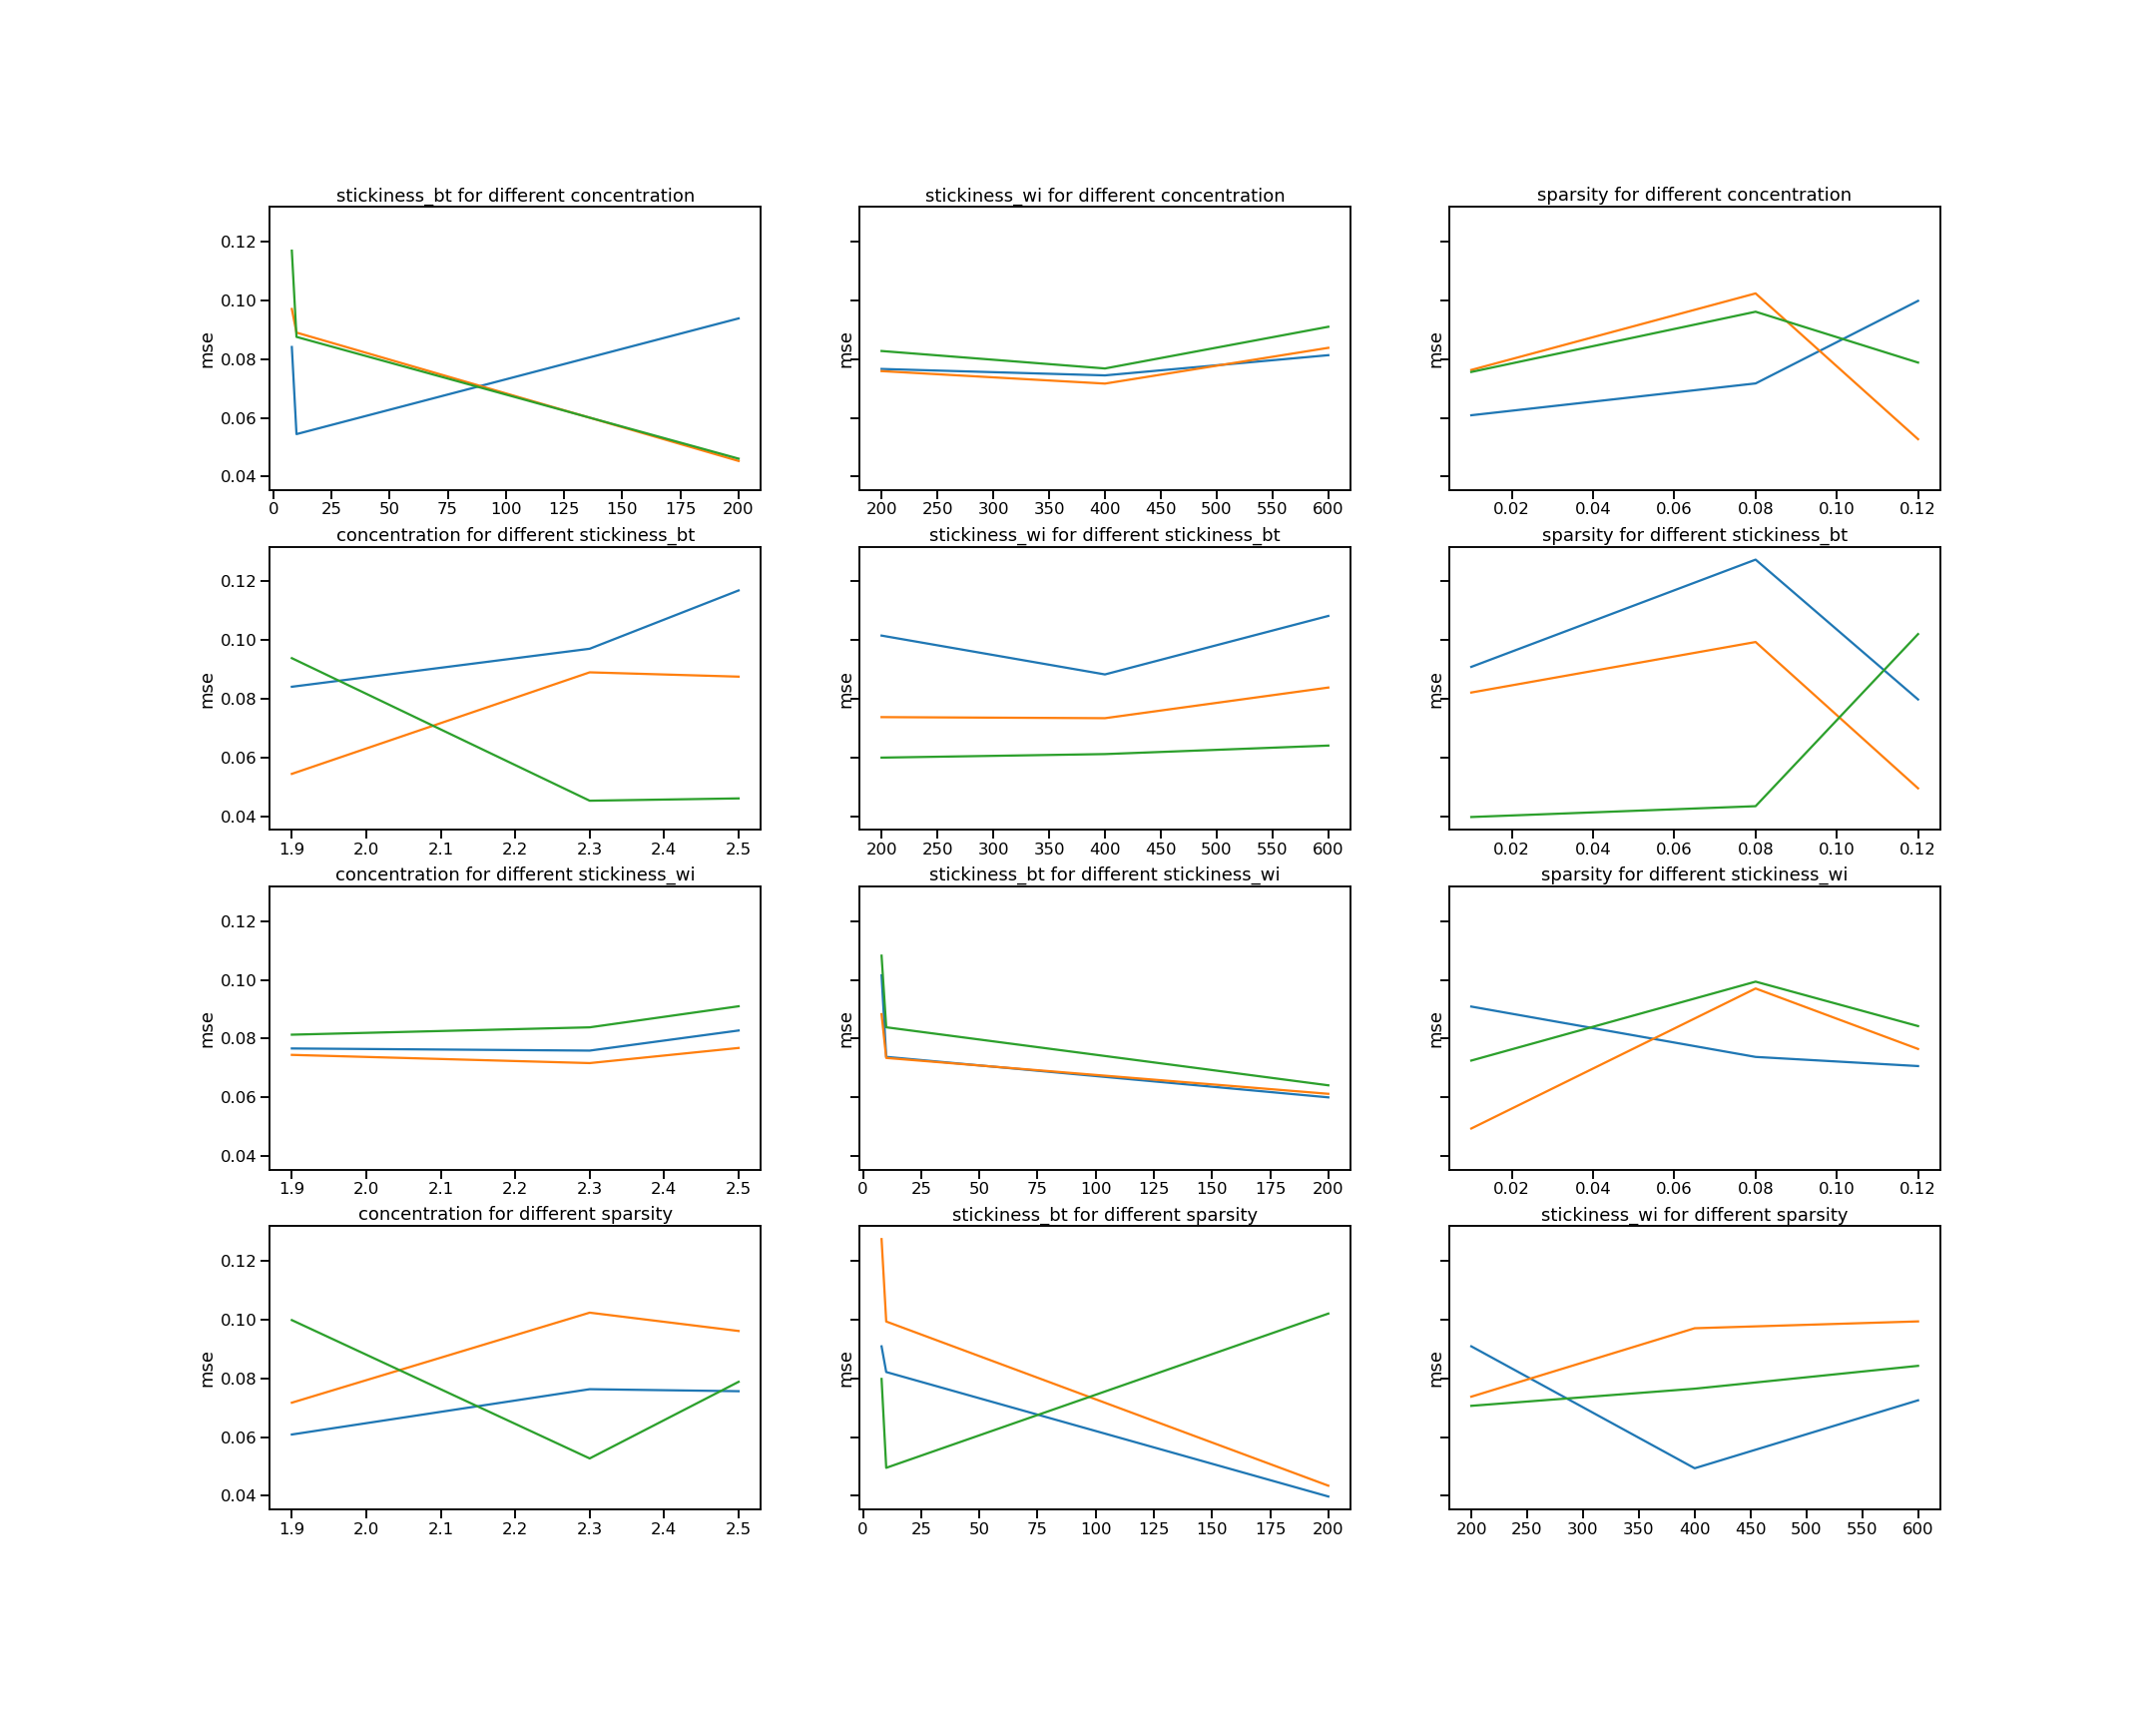 stickiness_bt for different concentration
stickiness_wi for different concentration
sparsity for different concentration
mse
0.12
0.10
0.08
0.06
0.04
0 25 50 75 100 125 150 175 200
mse
200 250 300 350 400 450 500 550 600
mse
0.02 0.04 0.06 0.08 0.10 0.12
concentration for different stickiness_bt
stickiness_wi for different stickiness_bt
sparsity for different stickiness_bt
mse
0.12
0.10
0.08
0.06
0.04
1.9 2.0 2.1 2.2 2.3 2.4 2.5
mse
200 250 300 350 400 450 500 550 600
mse
0.02 0.04 0.06 0.08 0.10 0.12
concentration for different stickiness_wi
stickiness_bt for different stickiness_wi
sparsity for different stickiness_wi
mse
0.12
0.10
0.08
0.06
0.04
1.9 2.0 2.1 2.2 2.3 2.4 2.5
mse
0 25 50 75 100 125 150 175 200
mse
0.02 0.04 0.06 0.08 0.10 0.12
concentration for different sparsity
stickiness_bt for different sparsity
stickiness_wi for different sparsity
mse
0.12
0.10
0.08
0.06
0.04
1.9 2.0 2.1 2.2 2.3 2.4 2.5
mse
0 25 50 75 100 125 150 175 200
mse
200 250 300 350 400 450 500 550 600